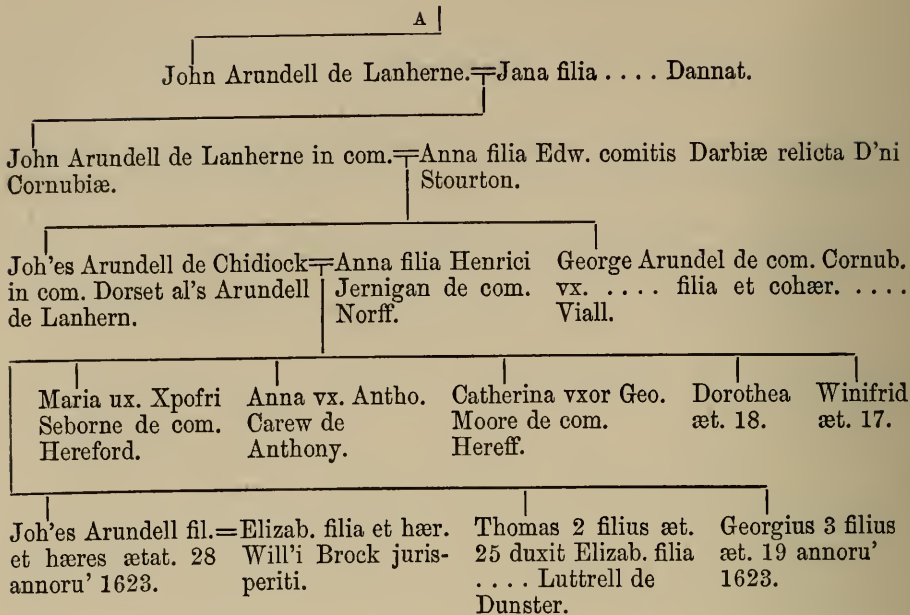 A
John Arundell de Lanherne.=Jana filia .... Dannat.
John Arundell de Lanherne in com.=Anna filia Edw. comitis Darbiæ relicta D'ni
Cornubiæ.
Stourton.
Joh'es Arundell de Chidiock=Anna filia Henrici
in com. Dorset al's Arundell
de Lanhern.
Jernigan de com.
Norff.
George Arundel de com. Cornub.
vx. .... filia et cohær. ....
Viall.
Maria ux. Xpofri
Seborne de com.
Hereford.
Anna vx. Antho.
Carew de
Anthony.
Catherina vxor Geo.
Moore de com.
Hereff.
Dorothea
æt. 18.
Winifrid
æt. 17.
Joh'es Arundell fil.=Elizab. filia et hær.
et hæres ætat. 28
annoru' 1623.
Will'i Brock juris-
periti.
Thomas 2 filius æt.
25 duxit Elizab. filia
.... Luttrell de
Dunster.
Georgius 3 filius
æt. 19 annoru'
1623.